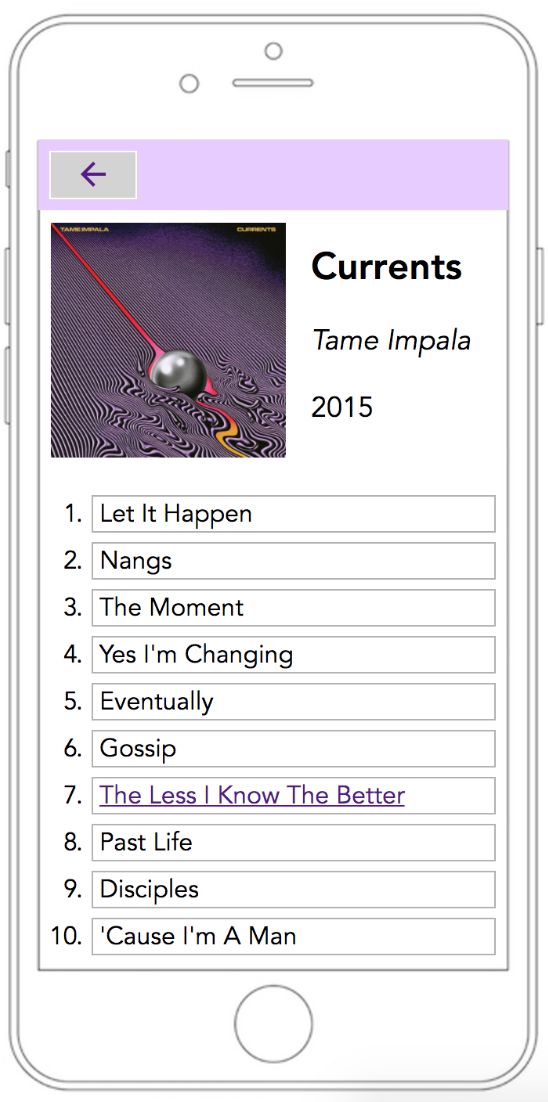 TAME IMPALA CURRENTS
Currents
Tame Impala
2015
1. Let It Happen
2. Nangs
3. The Moment
4. Yes I'm Changing
5. Eventually
6. Gossip
7. The Less I Know The Better
8. Past Life
9. Disciples
10. 'Cause I'm A Man